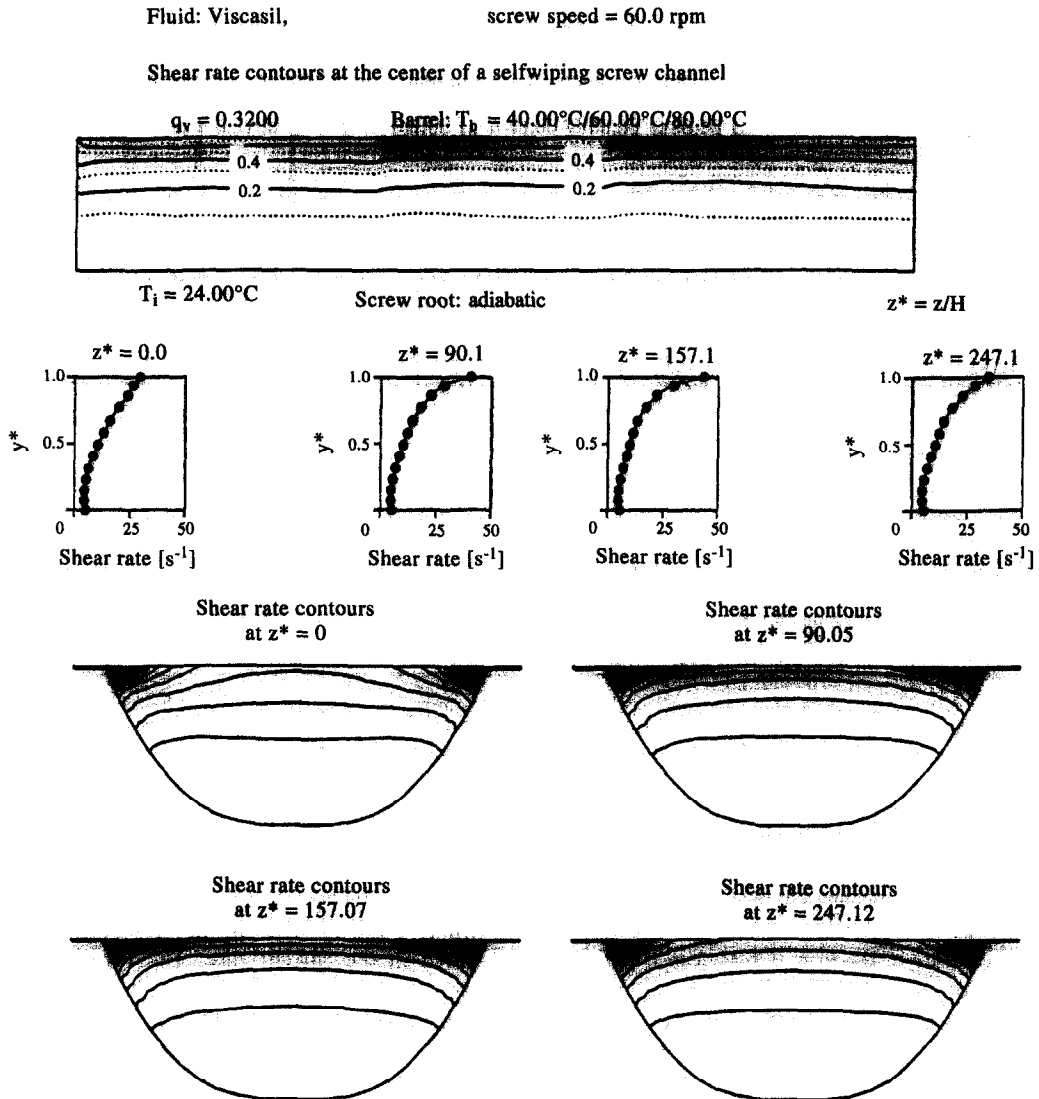 Fluid: Viscasil, screw speed = 60.0 rpm
Shear rate contours at the center of a selfwiping screw channel
qv = 0.3200 Barrel: Tb = 40.00°C/60.00°C/80.00°C
0.4 0.4
0.2 0.2
Ti = 24.00°C Screw root: adiabatic z* = z/H
z* = 0.0 z* = 90.1 z* = 157.1 z* = 247.1
1.0 1.0 1.0 1.0
y* y* y* y*
0.5 0.5 0.5 0.5
0 25 50 0 25 50 0 25 50 0 25 50
Shear rate [s-1] Shear rate [s-1] Shear rate [s-1] Shear rate [s-1]
Shear rate contours
at z* = 0
Shear rate contours
at z* = 90.05
Shear rate contours
at z* = 157.07
Shear rate contours
at z* = 247.12